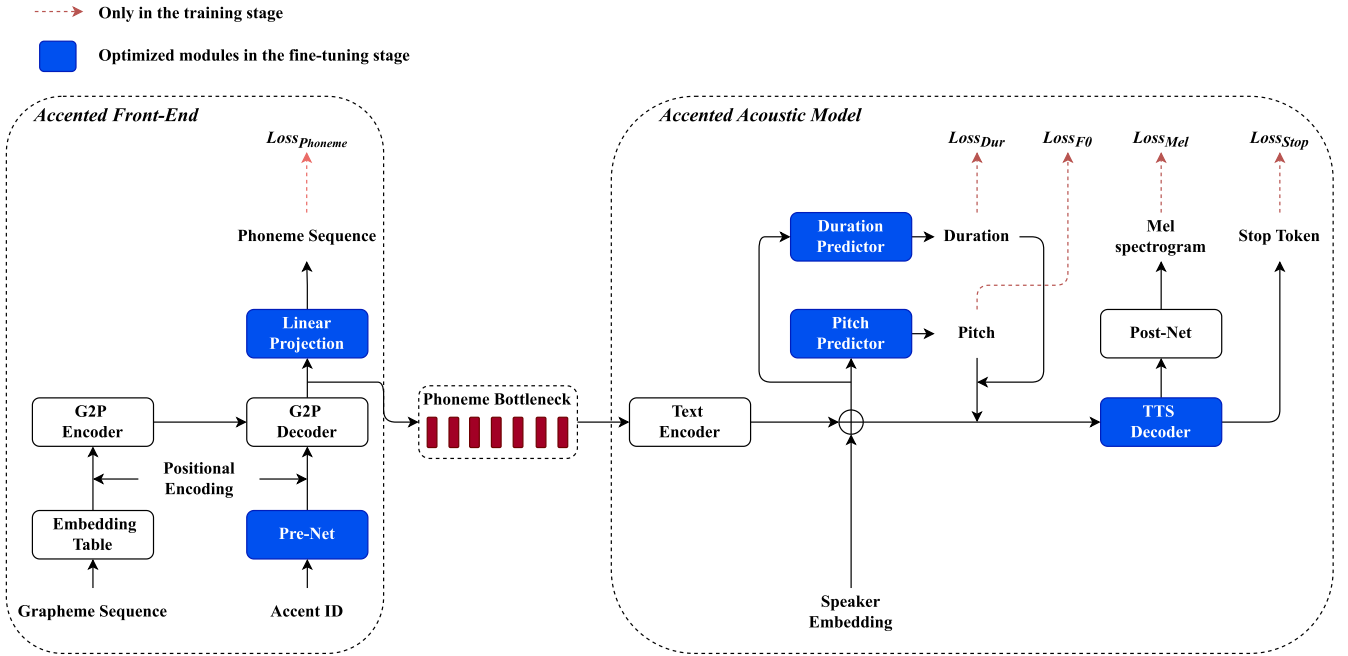 Only in the training stage
Optimized modules in the fine-tuning stage
Accented Front-End
Loss_Phoneme
Phoneme Sequence
Linear
Projection
G2P
Encoder
G2P
Decoder
Positional
Encoding
Embedding
Table
Pre-Net
Grapheme Sequence
Accent ID
Phoneme Bottleneck
Accented Acoustic Model
Loss_Dur
Loss_F0
Loss_Mel
Loss_Stop
Duration
Predictor
Duration
Mel
spectrogram
Stop Token
Pitch
Predictor
Pitch
Post-Net
Text
Encoder
TTS
Decoder
Speaker
Embedding